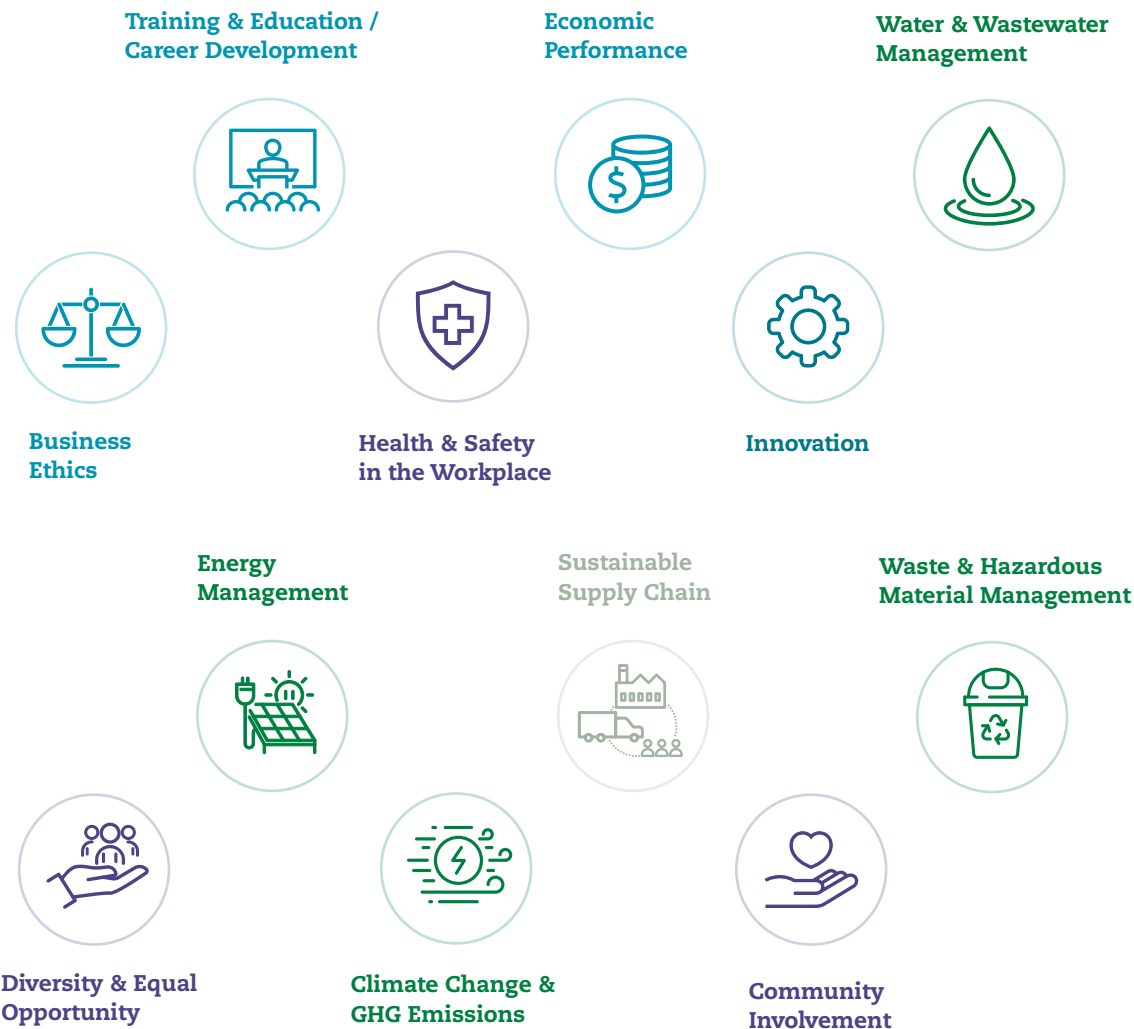 Training & Education /
Career Development
Economic
Performance
Water & Wastewater
Management
$
Business
Ethics
Health & Safety
in the Workplace
Innovation
Energy
Management
Sustainable
Supply Chain
Waste & Hazardous
Material Management
Diversity & Equal
Opportunity
Climate Change &
GHG Emissions
Community
Involvement